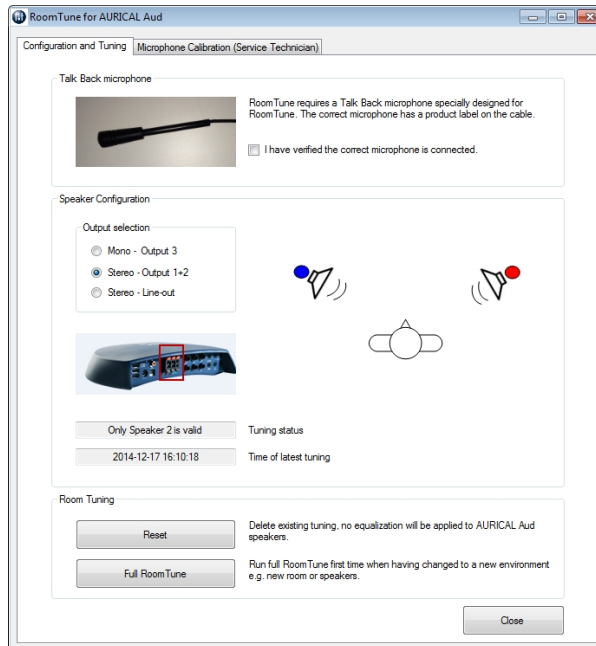 RoomTune for AURICAL Aud
Configuration and Tuning
Microphone Calibration (Service Technician)
Talk Back microphone
RoomTune requires a Talk Back microphone specially designed for
RoomTune. The correct microphone has a product label on the cable.
I have verified the correct microphone is connected.
Speaker Configuration
Output selection
Mono - Output 3
Stereo - Output 1+2
Stereo - Line-out
Only Speaker 2 is valid
Tuning status
2014-12-17 16:10:18
Time of latest tuning
Room Tuning
Reset
Delete existing tuning, no equalization will be applied to AURICAL Aud
speakers.
Full RoomTune
Run full RoomTune first time when having changed to a new environment
e.g. new room or speakers.
Close